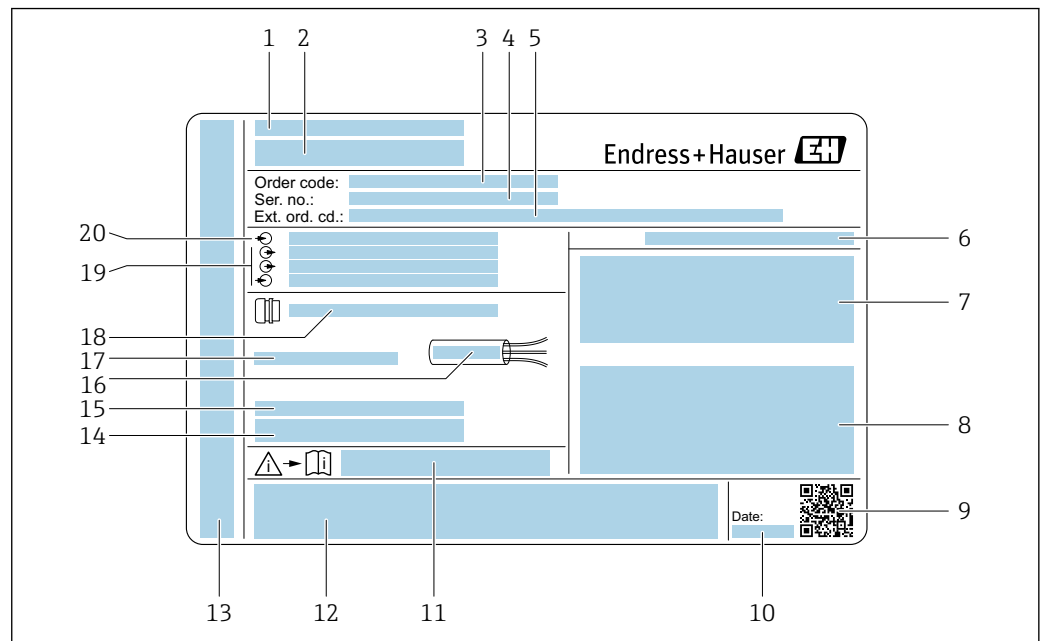 1 2 3 4 5
Endress+Hauser EH
Order code:
Ser. no.:
Ext. ord. cd.:
20
6
19
7
18
17
16
15
8
14
i i
9
Date:
13 12 11 10